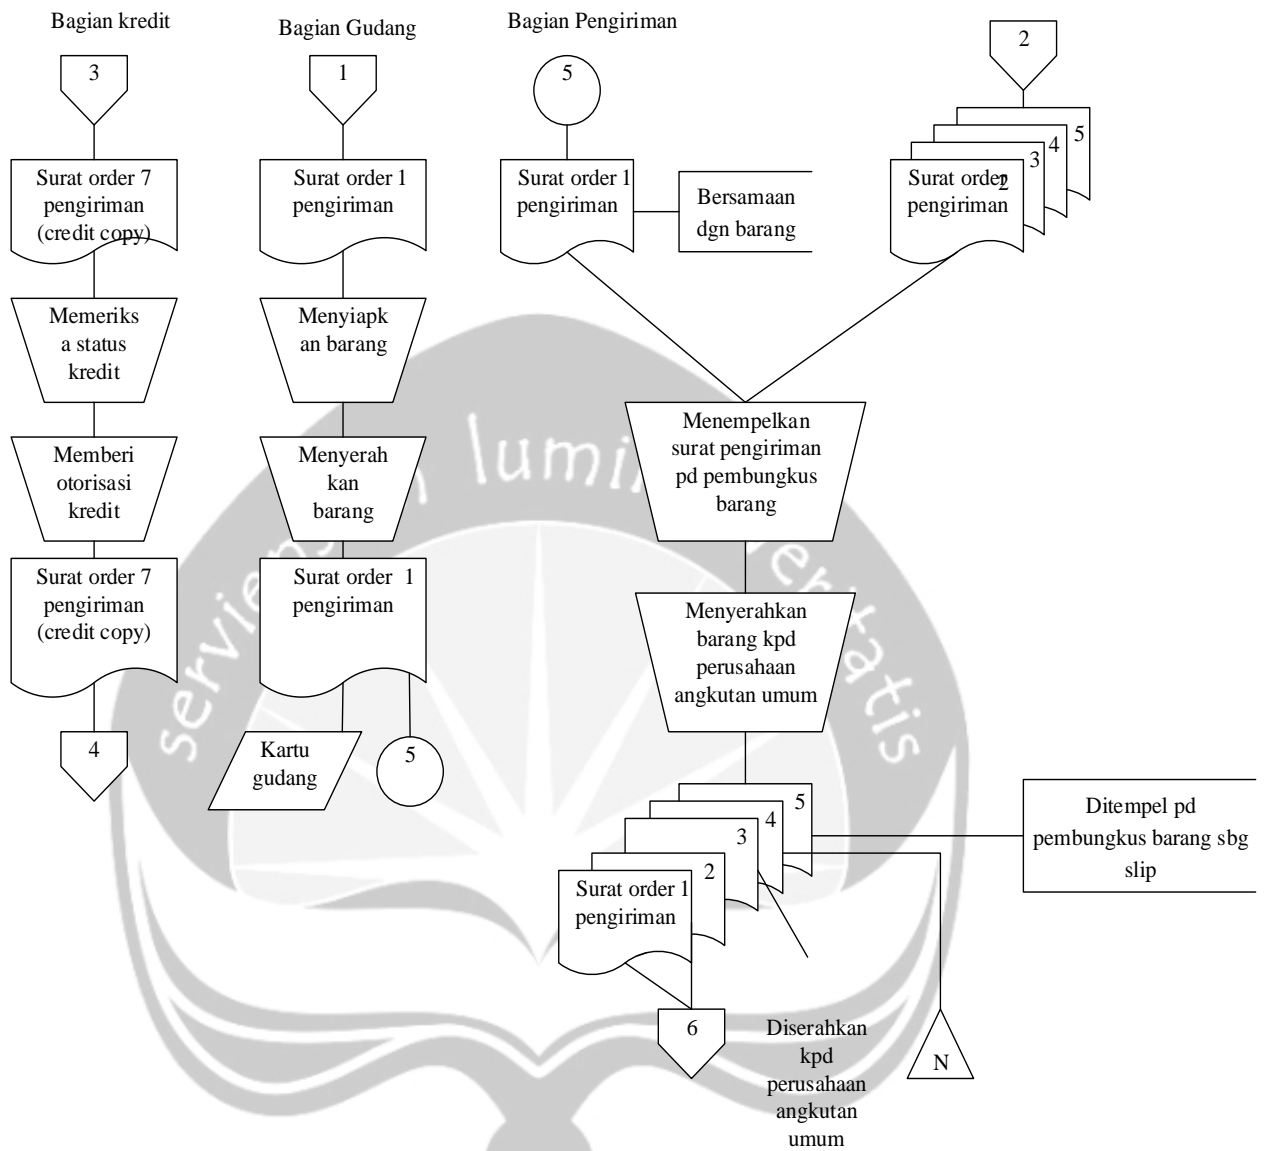 Bagian kredit
3
Surat order 7
pengiriman
(credit copy)
Memeriks
a status
kredit
Memberi
otorisasi
kredit
Surat order 7
pengiriman
(credit copy)
4
Bagian Gudang
1
Surat order 1
pengiriman
Menyiapk
an barang
Menyerah
kan
barang
Surat order 1
pengiriman
Kartu
gudang
5
Bagian Pengiriman
5
Surat order 1
pengiriman
Bersamaan
dgn barang
2
5
4
3
2
Surat order
pengiriman
Menempelkan
surat pengiriman
pd pembungkus
barang
Menyerahkan
barang kpd
perusahaan
angkutan umum
5
4
3
2
Surat order 1
pengiriman
Ditempel pd
pembungkus barang sbg
slip
6
Diserahkan
kpd
perusahaan
angkutan
umum
N
lumine veritatis